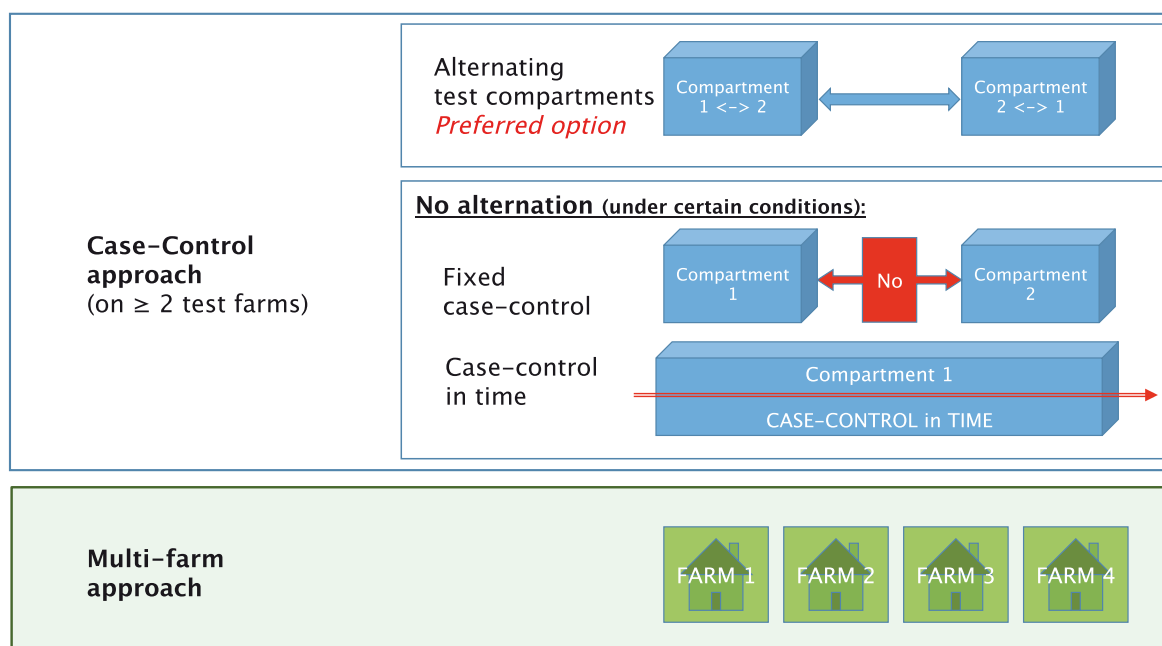 Alternating
test compartments
Preferred option
Compartment
1 <-> 2
Compartment
2 <-> 1
Case-Control
approach
(on ≥ 2 test farms)
No alternation (under certain conditions):
Fixed
case-control
Compartment
1
No
Compartment
2
Case-control
in time
Compartment 1
CASE-CONTROL in TIME
Multi-farm
approach
FARM 1
FARM 2
FARM 3
FARM 4